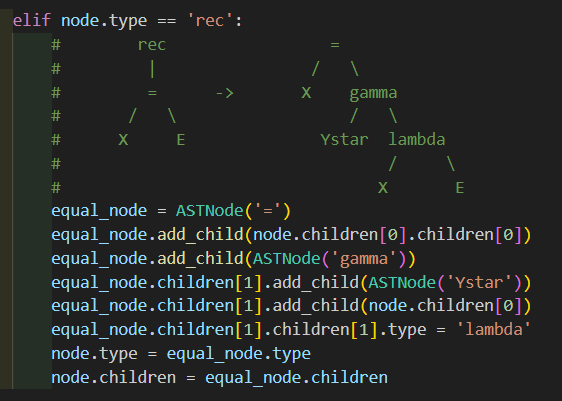 elif node.type == 'rec':
    #        rec                 =
    #         |                /   \
    #         =      ->       X    gamma
    #       /   \                  /   \
    #      X     E             Ystar  lambda
    #                                 /     \
    #                                X       E
    equal_node = ASTNode('=')
    equal_node.add_child(node.children[0].children[0])
    equal_node.add_child(ASTNode('gamma'))
    equal_node.children[1].add_child(ASTNode('Ystar'))
    equal_node.children[1].add_child(node.children[0])
    equal_node.children[1].children[1].type = 'lambda'
    node.type = equal_node.type
    node.children = equal_node.children